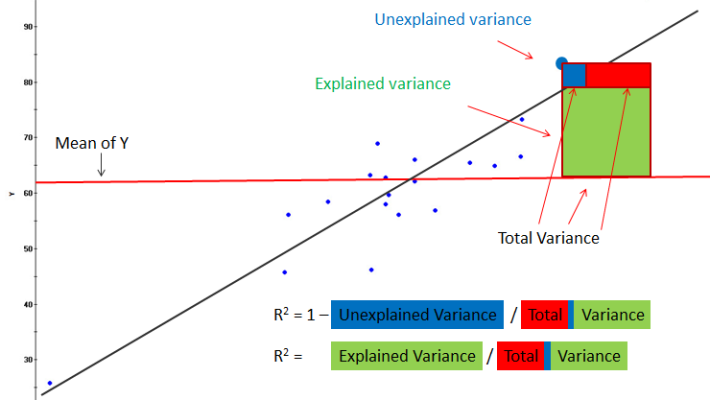 90
Unexplained variance
80
Explained variance
70
Mean of Y
60
Y
50
Total Variance
40
R² = 1 – Unexplained Variance / Total Variance
R² = Explained Variance / Total Variance
30